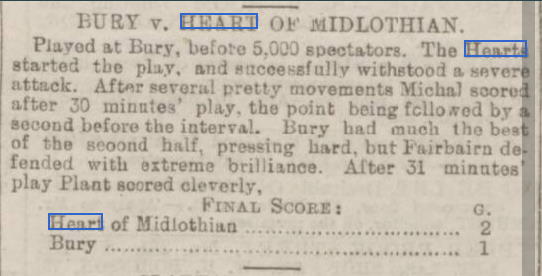 BURY v. HEART OF MIDLOTHIAN.
Played at Bury, before 5,000 spectators. The Hearts
started the play, and successfully withstood a severe
attack. After several pretty movements Michal scored
after 30 minutes' play, the point being followed by a
second before the interval. Bury had much the best
of the second half, pressing hard, but Fairbairn de-
fended with extreme brilliance. After 31 minutes'
play Plant scored cleverly,
FINAL SCORE: G.
Heart of Midlothian ........................................ 2
Bury ................................................................ 1